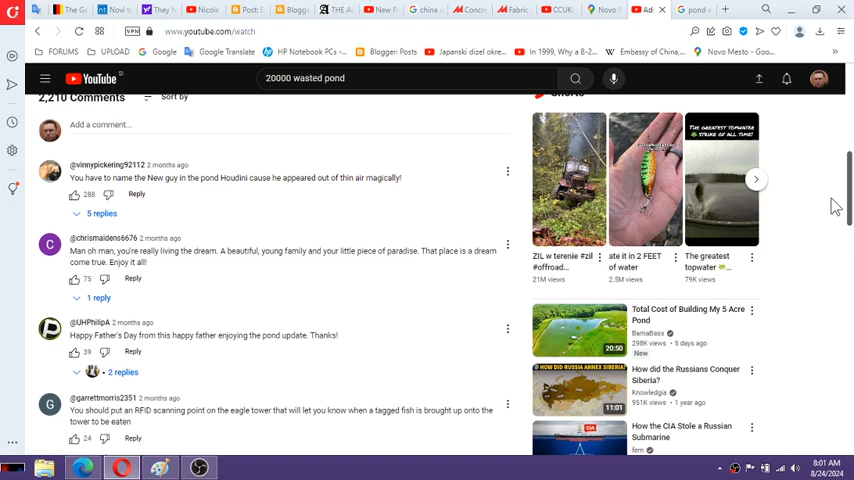 The Ge
Novi t
They h
Nicole
Post: E
Blogge
THE Al
New P
china v
Concre
Fabric
CCUK:
Novo M
Ad
pond a
VPN
www.youtube.com/watch
FORUMS
UPLOAD
Google
Google Translate
HP Notebook PCs -...
Blogger: Posts
Japanski dizel okre...
In 1999, Why a B-2...
Embassy of China,...
Novo Mesto - Goo...
YouTube SI
20000 wasted pond
2,210 Comments
Sort by
Add a comment...
@vinnypickering92112 2 months ago
You have to name the New guy in the pond Houdini cause he appeared out of thin air magically!
288
Reply
5 replies
@chrismaidens6676 2 months ago
Man oh man, you're really living the dream. A beautiful, young family and your little piece of paradise. That place is a dream
come true. Enjoy it all!
75
Reply
1 reply
@UHPhilipA 2 months ago
Happy Father's Day from this happy father enjoying the pond update. Thanks!
39
Reply
2 replies
@garrettmorris2351 2 months ago
You should put an RFID scanning point on the eagle tower that will let you know when a tagged fish is brought up onto the
tower to be eaten
24
Reply
Shorts
THE GREATEST
TOPWATER
STRIKE OF ALL TIME!
ZIL w terenie #zil
#offroad...
21M views
ate it in 2 FEET
of water
2.5M views
The greatest
topwater
79K views
20:50
Total Cost of Building My 5 Acre
Pond
BamaBass
298K views • 5 days ago
New
HOW DID RUSSIA ANNEX SIBERIA?
11:01
How did the Russians Conquer
Siberia?
Knowledgia
951K views • 1 year ago
CIA
How the CIA Stole a Russian
Submarine
fern
8:01 AM
8/24/2024